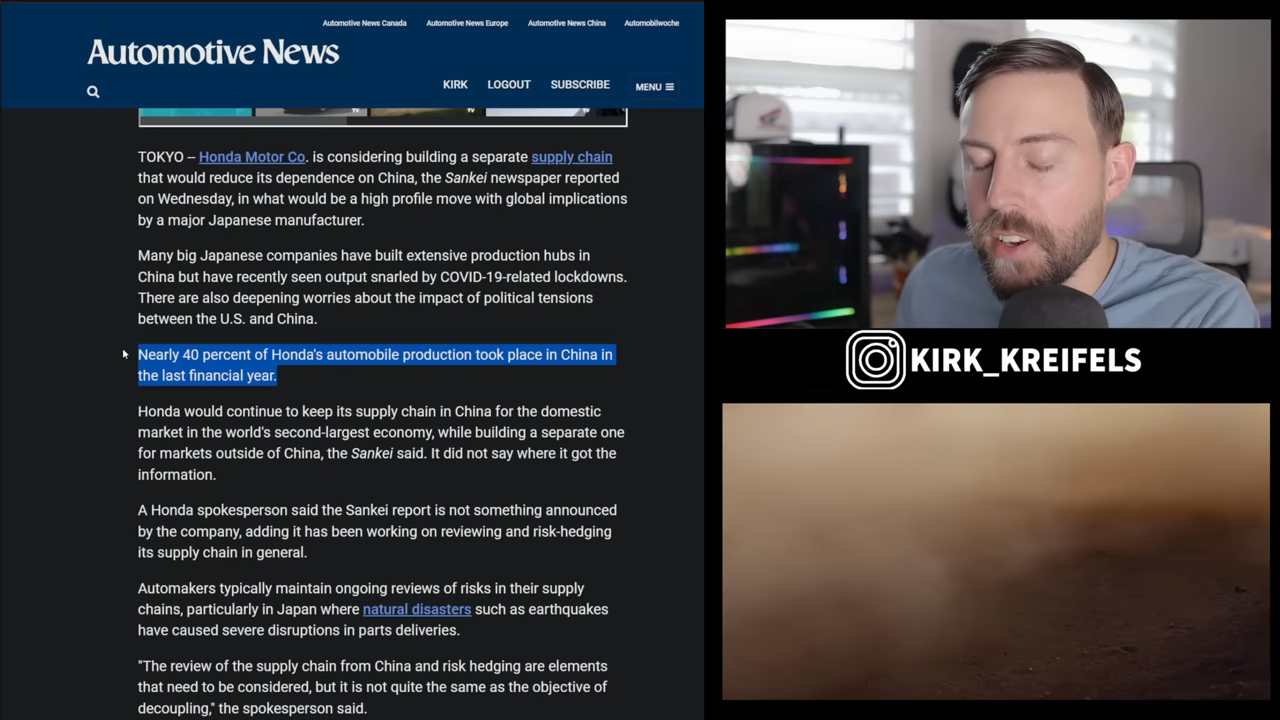 Automotive News Canada
Automotive News Europe
Automotive News China
Automobilwoche
Automotive News
KIRK
LOGOUT
SUBSCRIBE
MENU
TOKYO – Honda Motor Co. is considering building a separate supply chain
that would reduce its dependence on China, the Sankei newspaper reported
on Wednesday, in what would be a high profile move with global implications
by a major Japanese manufacturer.
Many big Japanese companies have built extensive production hubs in
China but have recently seen output snarled by COVID-19-related lockdowns.
There are also deepening worries about the impact of political tensions
between the U.S. and China.
Nearly 40 percent of Honda's automobile production took place in China in
the last financial year.
Honda would continue to keep its supply chain in China for the domestic
market in the world's second-largest economy, while building a separate one
for markets outside of China, the Sankei said. It did not say where it got the
information.
A Honda spokesperson said the Sankei report is not something announced
by the company, adding it has been working on reviewing and risk-hedging
its supply chain in general.
Automakers typically maintain ongoing reviews of risks in their supply
chains, particularly in Japan where natural disasters such as earthquakes
have caused severe disruptions in parts deliveries.
"The review of the supply chain from China and risk hedging are elements
that need to be considered, but it is not quite the same as the objective of
decoupling," the spokesperson said.
KIRK_KREIFELS